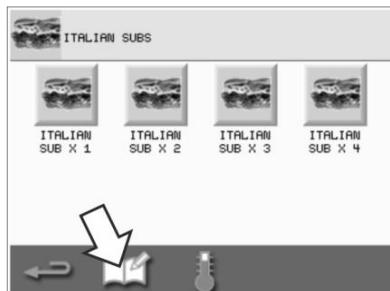 ITALIAN SUBS
ITALIAN SUB X 1
ITALIAN SUB X 2
ITALIAN SUB X 3
ITALIAN SUB X 4